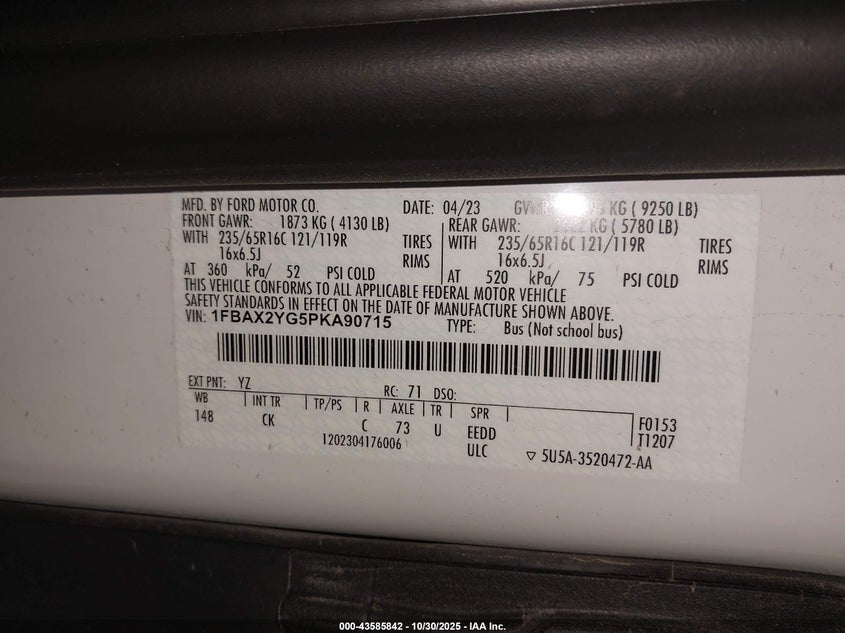 MFD. BY FORD MOTOR CO. DATE: 04/23 KG ( 9250 LB)
FRONT GAWR: 1873 KG ( 4130 LB) REAR GAWR: KG ( 5780 LB)
WITH 235/65R16C 121/119R TIRES WITH 235/65R16C 121/119R TIRES
16x6.5J RIMS 16x6.5J RIMS
AT 360 kPa/ 52 PSI COLD AT 520 kPa/ 75 PSI COLD
THIS VEHICLE CONFORMS TO ALL APPLICABLE FEDERAL MOTOR VEHICLE
SAFETY STANDARDS IN EFFECT ON THE DATE OF MANUFACTURE SHOWN ABOVE.
VIN: 1FBAX2YG5PKA90715 TYPE: Bus (Not school bus)
EXT PNT: YZ RC: 71 DSO:
WB INT TR TP/PS R AXLE TR SPR F0153
148 CK C 73 U EEDD T1207
1202304176006 ULC 5U5A-3520472-AA
000-43585842 - 10/30/2025 - IAA Inc.